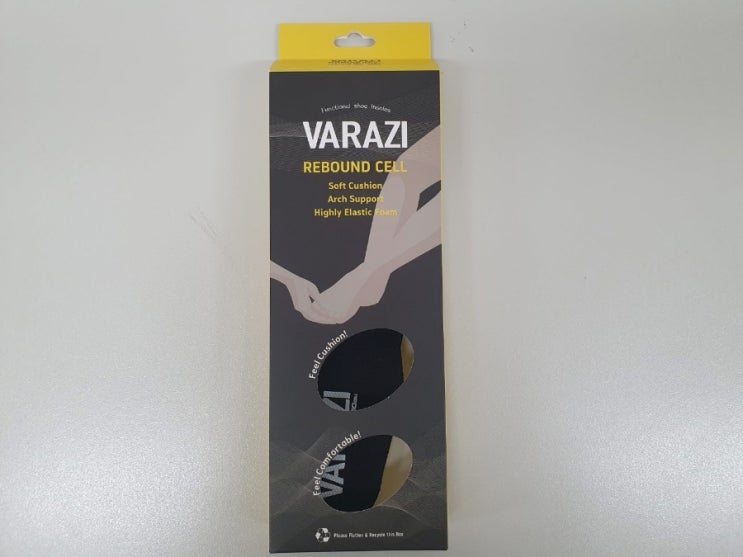 Functional shoe insoles
VARAZI
REBOUND CELL
Soft Cushion
Arch Support
Highly Elastic Foam
Feel Cushion!
Feel Comfortable!
VAR
Please Flatten & Recycle this Box